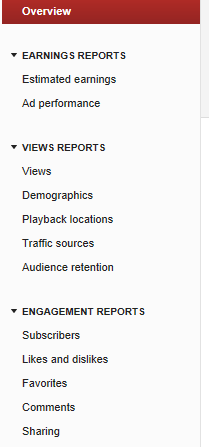 Overview
EARNINGS REPORTS
Estimated earnings
Ad performance
VIEWS REPORTS
Views
Demographics
Playback locations
Traffic sources
Audience retention
ENGAGEMENT REPORTS
Subscribers
Likes and dislikes
Favorites
Comments
Sharing